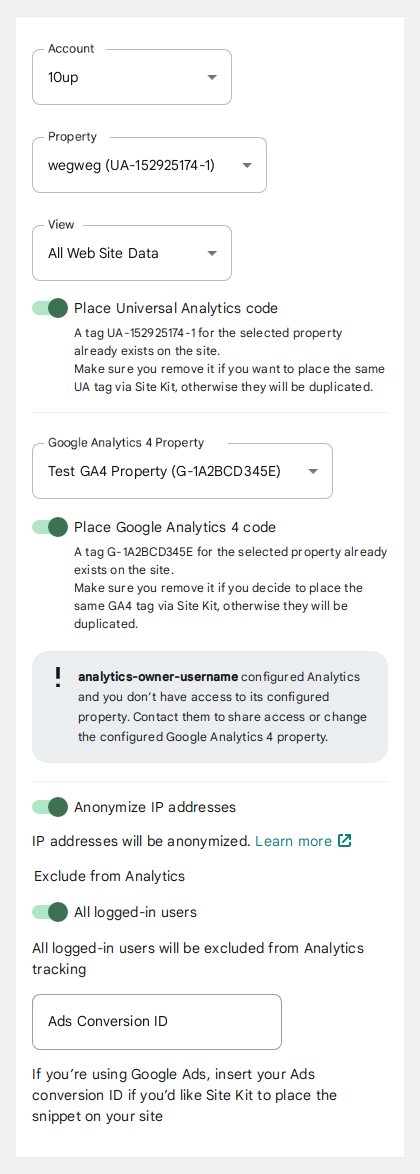 Account
10up
Property
wegweg (UA-152925174-1)
View
All Web Site Data
Place Universal Analytics code
A tag UA-152925174-1 for the selected property
already exists on the site.
Make sure you remove it if you want to place the same
UA tag via Site Kit, otherwise they will be duplicated.
Google Analytics 4 Property
Test GA4 Property (G-1A2BCD345E)
Place Google Analytics 4 code
A tag G-1A2BCD345E for the selected property already
exists on the site.
Make sure you remove it if you decide to place the
same GA4 tag via Site Kit, otherwise they will be
duplicated.
analytics-owner-username configured Analytics
and you don’t have access to its configured
property. Contact them to share access or change
the configured Google Analytics 4 property.
Anonymize IP addresses
IP addresses will be anonymized. Learn more
Exclude from Analytics
All logged-in users
All logged-in users will be excluded from Analytics
tracking
Ads Conversion ID
If you’re using Google Ads, insert your Ads
conversion ID if you’d like Site Kit to place the
snippet on your site